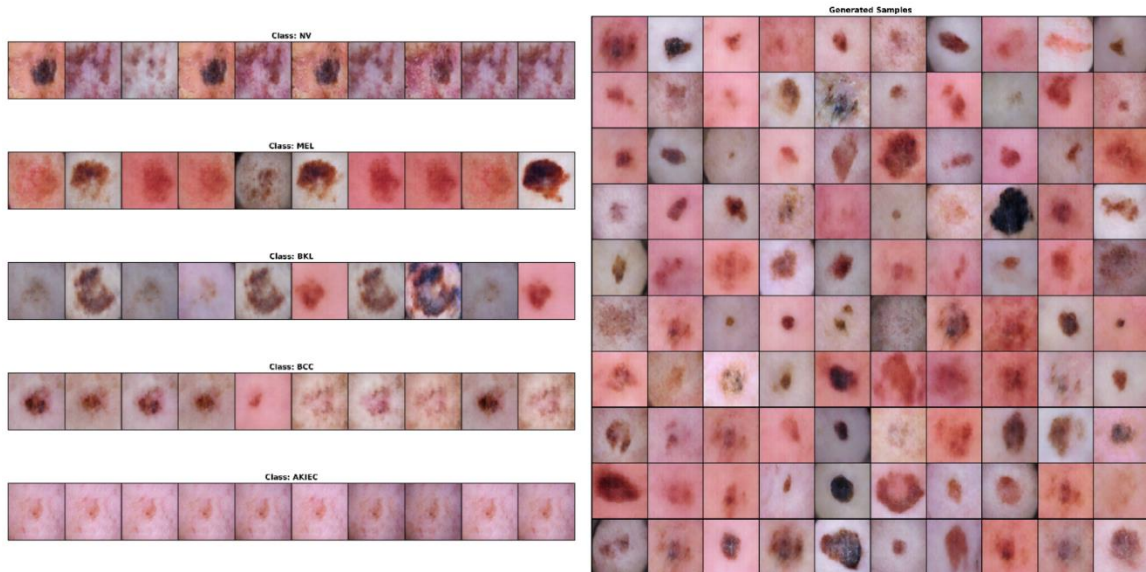 Class: NV
Class: MEL
Class: BKL
Class: BCC
Class: AKIEC
Generated Samples